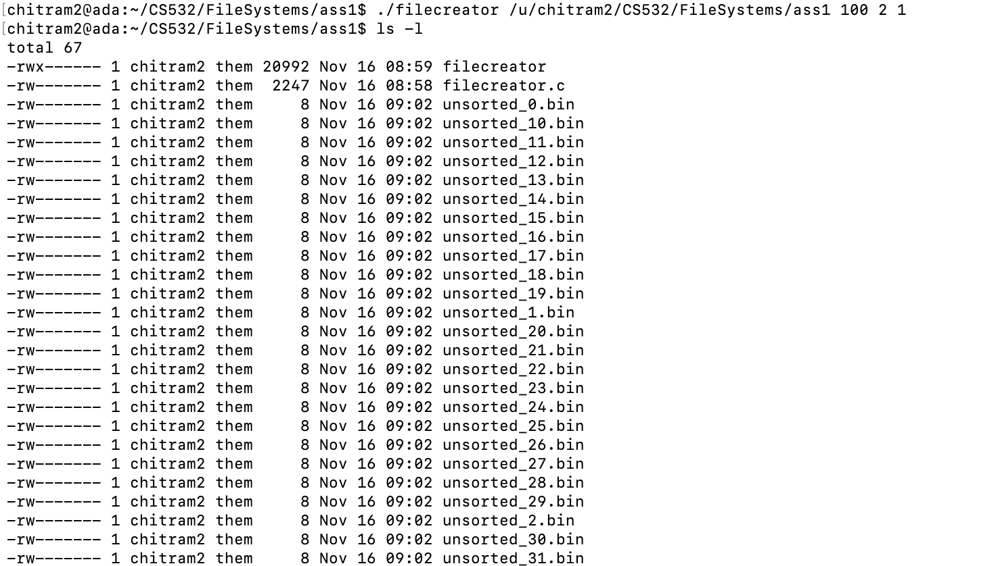 [chitram2@ada:~/CS532/FileSystems/ass1$ ./filecreator /u/chitram2/CS532/FileSystems/ass1 100 2 1
[chitram2@ada:~/CS532/FileSystems/ass1$ ls -l
total 67
-rwx------ 1 chitram2 them 20992 Nov 16 08:59 filecreator
-rw------- 1 chitram2 them  2247 Nov 16 08:58 filecreator.c
-rw------- 1 chitram2 them     8 Nov 16 09:02 unsorted_0.bin
-rw------- 1 chitram2 them     8 Nov 16 09:02 unsorted_10.bin
-rw------- 1 chitram2 them     8 Nov 16 09:02 unsorted_11.bin
-rw------- 1 chitram2 them     8 Nov 16 09:02 unsorted_12.bin
-rw------- 1 chitram2 them     8 Nov 16 09:02 unsorted_13.bin
-rw------- 1 chitram2 them     8 Nov 16 09:02 unsorted_14.bin
-rw------- 1 chitram2 them     8 Nov 16 09:02 unsorted_15.bin
-rw------- 1 chitram2 them     8 Nov 16 09:02 unsorted_16.bin
-rw------- 1 chitram2 them     8 Nov 16 09:02 unsorted_17.bin
-rw------- 1 chitram2 them     8 Nov 16 09:02 unsorted_18.bin
-rw------- 1 chitram2 them     8 Nov 16 09:02 unsorted_19.bin
-rw------- 1 chitram2 them     8 Nov 16 09:02 unsorted_1.bin
-rw------- 1 chitram2 them     8 Nov 16 09:02 unsorted_20.bin
-rw------- 1 chitram2 them     8 Nov 16 09:02 unsorted_21.bin
-rw------- 1 chitram2 them     8 Nov 16 09:02 unsorted_22.bin
-rw------- 1 chitram2 them     8 Nov 16 09:02 unsorted_23.bin
-rw------- 1 chitram2 them     8 Nov 16 09:02 unsorted_24.bin
-rw------- 1 chitram2 them     8 Nov 16 09:02 unsorted_25.bin
-rw------- 1 chitram2 them     8 Nov 16 09:02 unsorted_26.bin
-rw------- 1 chitram2 them     8 Nov 16 09:02 unsorted_27.bin
-rw------- 1 chitram2 them     8 Nov 16 09:02 unsorted_28.bin
-rw------- 1 chitram2 them     8 Nov 16 09:02 unsorted_29.bin
-rw------- 1 chitram2 them     8 Nov 16 09:02 unsorted_2.bin
-rw------- 1 chitram2 them     8 Nov 16 09:02 unsorted_30.bin
-rw------- 1 chitram2 them     8 Nov 16 09:02 unsorted_31.bin